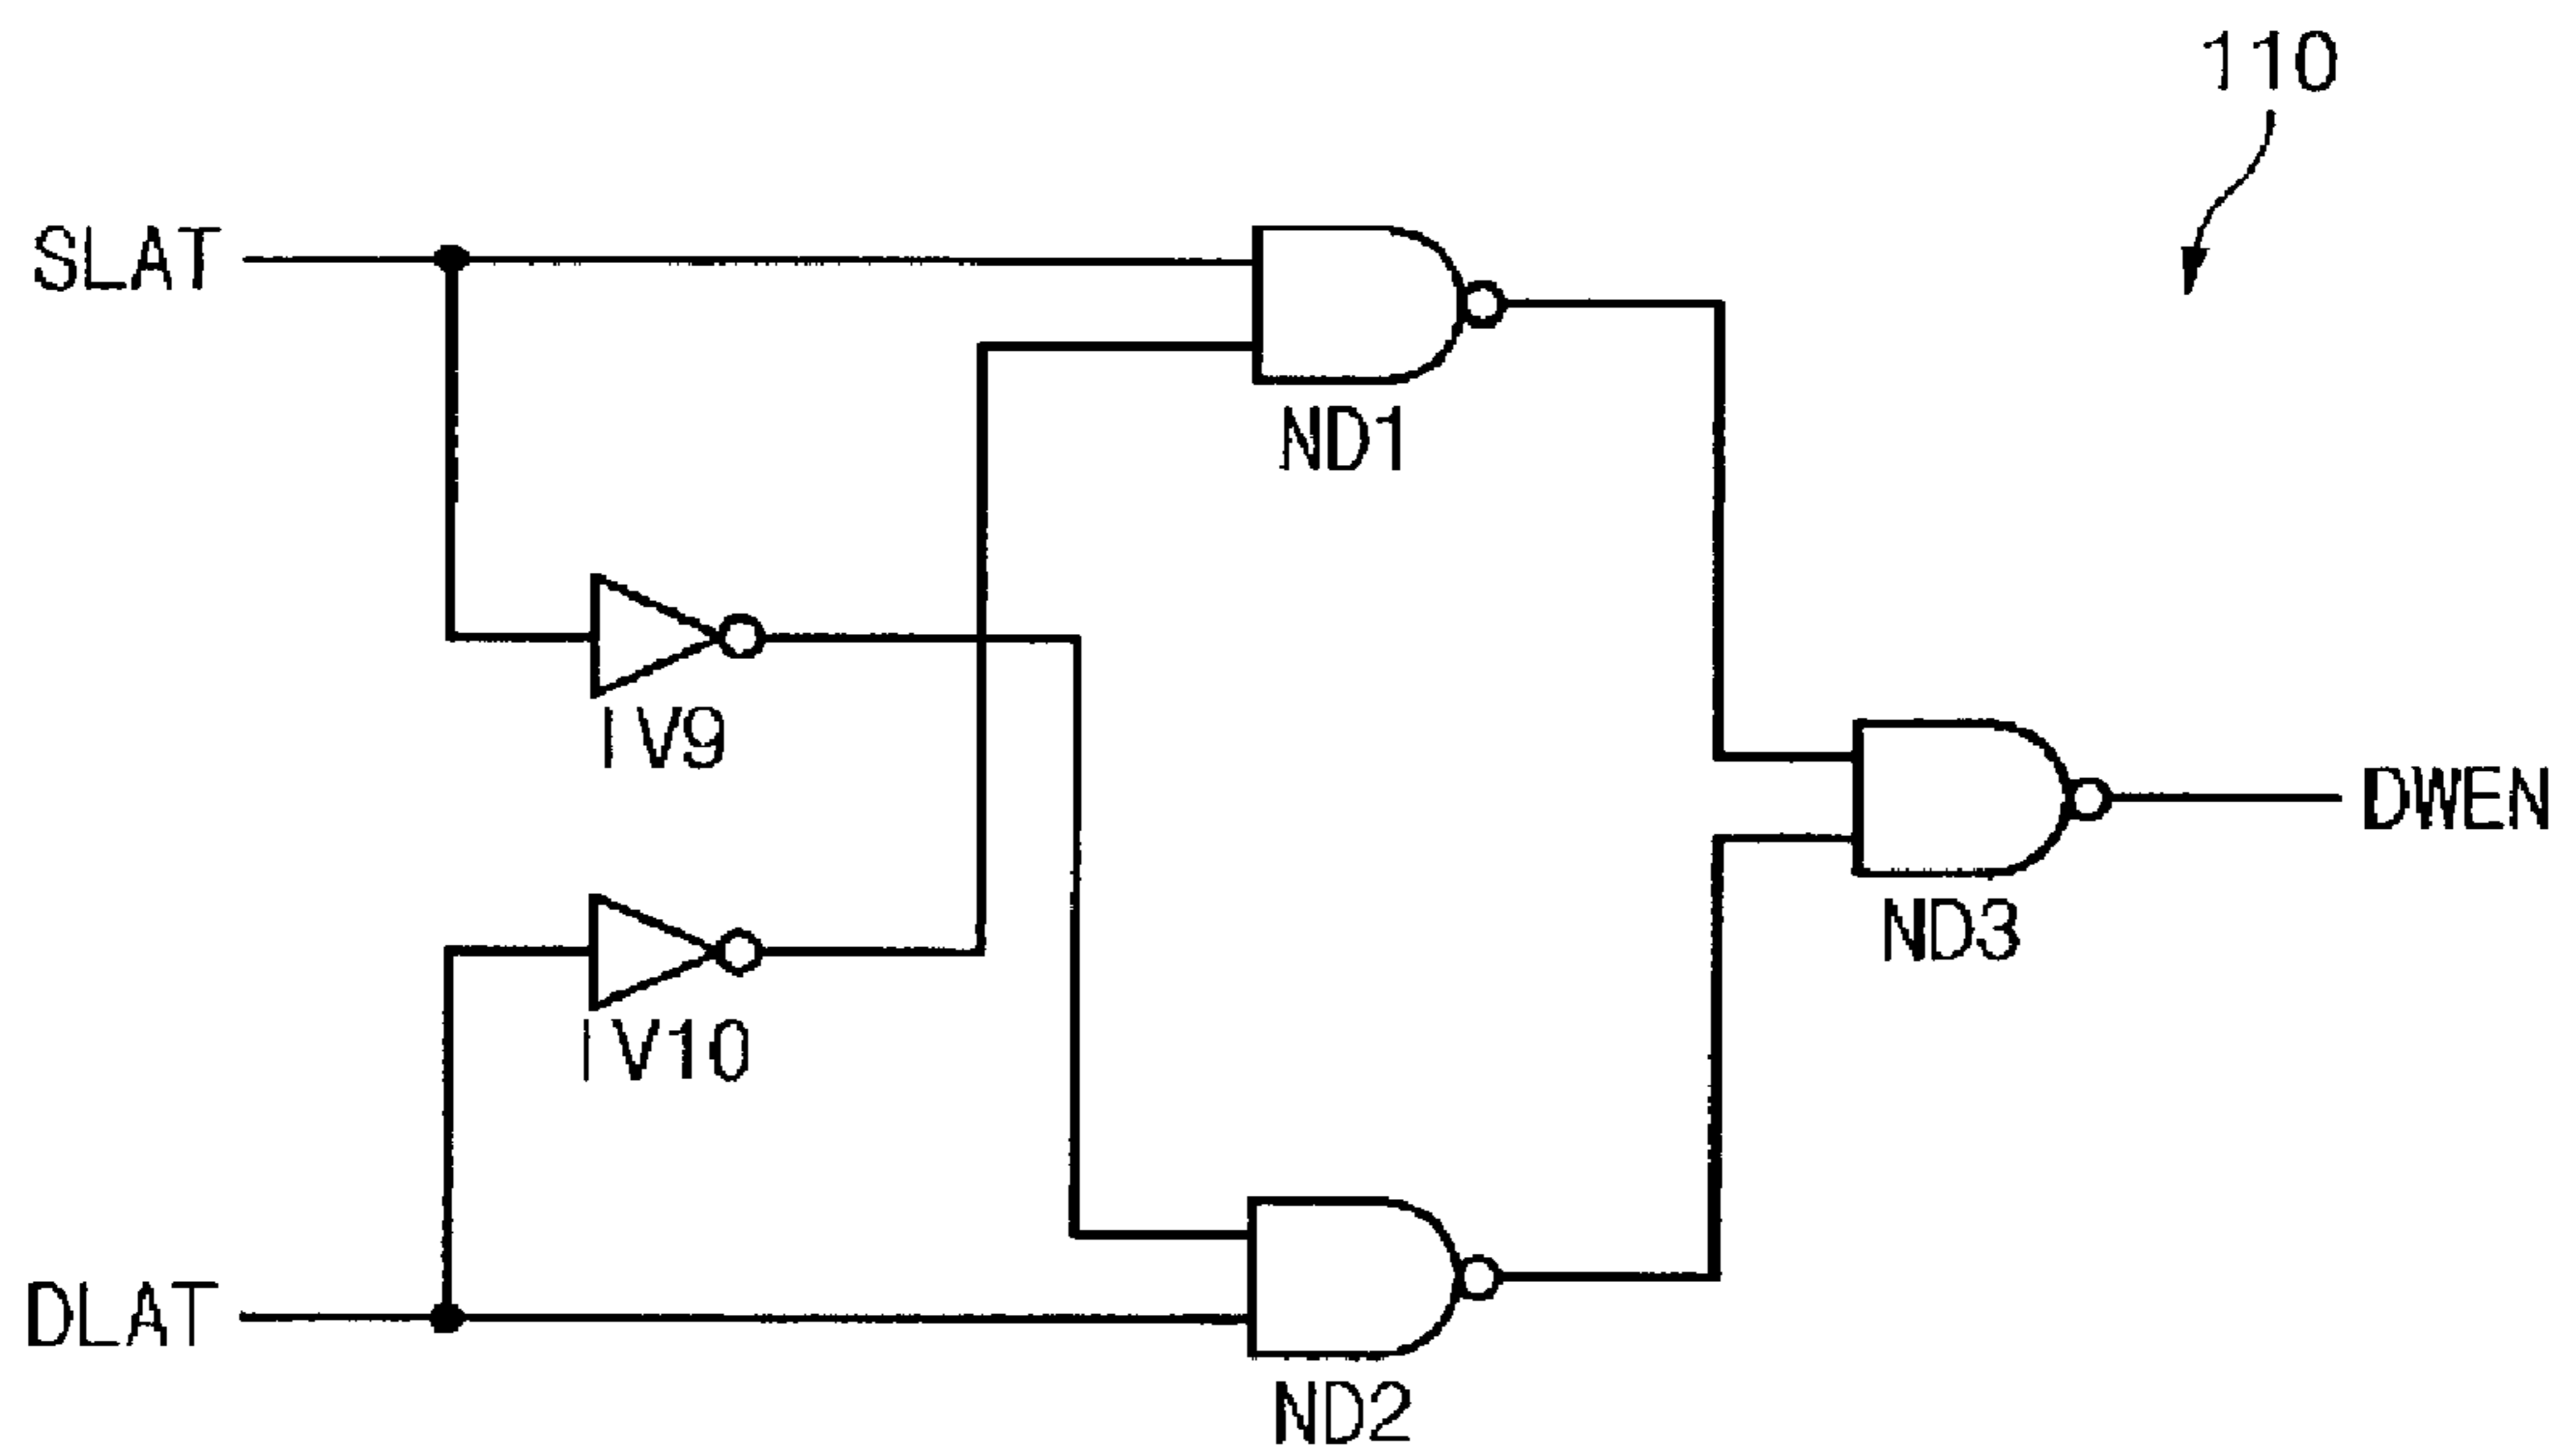 110
SLAT
ND1
IV9
DWEN
ND3
IV10
DLAT
ND2